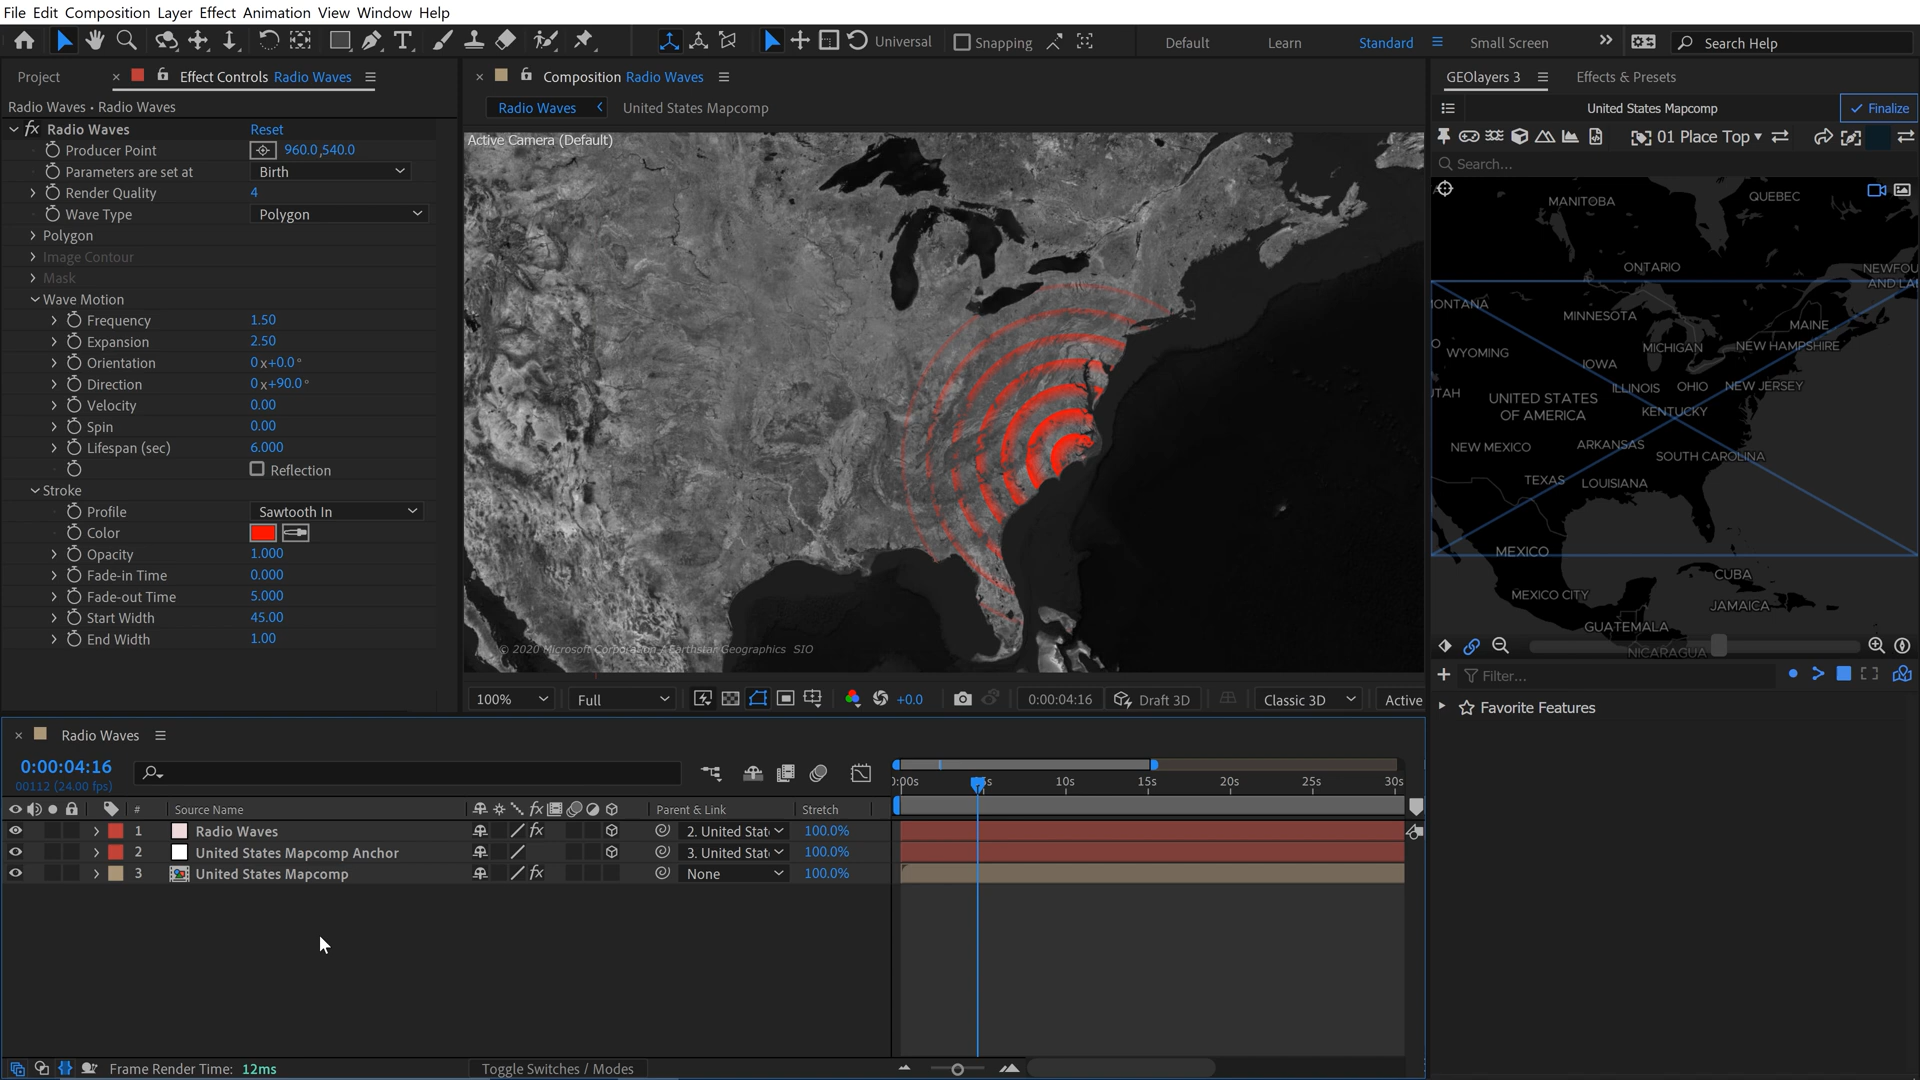 File Edit Composition Layer Effect Animation View Window Help
Universal
Snapping
Default
Learn
Standard
Small Screen
Search Help
Project
Effect Controls Radio Waves
Radio Waves • Radio Waves
fx Radio Waves Reset
Producer Point 960.0,540.0
Parameters are set at Birth
Render Quality 4
Wave Type Polygon
Polygon
Image Contour
Mask
Wave Motion
Frequency 1.50
Expansion 2.50
Orientation 0x+0.0°
Direction 0x+90.0°
Velocity 0.00
Spin 0.00
Lifespan (sec) 6.000
Reflection
Stroke
Profile Sawtooth In
Color
Opacity 1.000
Fade-in Time 0.000
Fade-out Time 5.000
Start Width 45.00
End Width 1.00
Composition Radio Waves
Radio Waves United States Mapcomp
Active Camera (Default)
© 2020 Microsoft Corporation Earthstar Geographics SIO
100% Full +0.0 0:00:04:16 Draft 3D Classic 3D Active
GEOlayers 3 Effects & Presets
United States Mapcomp Finalize
01 Place Top
Search...
MANITOBA
QUEBEC
ONTARIO
NEWFOU
AND LA
ONTANA
MINNESOTA
MAINE
O
WYOMING
MICHIGAN
NEW HAMPSHIRE
IOWA
TAH
ILLINOIS
OHIO
NEW JERSEY
UNITED STATES
OF AMERICA
KENTUCKY
NEW MEXICO
ARKANSAS
SOUTH CAROLINA
TEXAS
LOUISIANA
MEXICO
CUBA
MEXICO CITY
JAMAICA
GUATEMALA
NICARAGUA
Filter...
Favorite Features
Radio Waves
0:00:04:16
00112 (24.00 fps)
0:00s 5s 10s 15s 20s 25s 30s
# Source Name fx Parent & Link Stretch
1 Radio Waves fx 2. United Stat 100.0%
2 United States Mapcomp Anchor 3. United Stat 100.0%
3 United States Mapcomp fx None 100.0%
Frame Render Time: 12ms
Toggle Switches / Modes